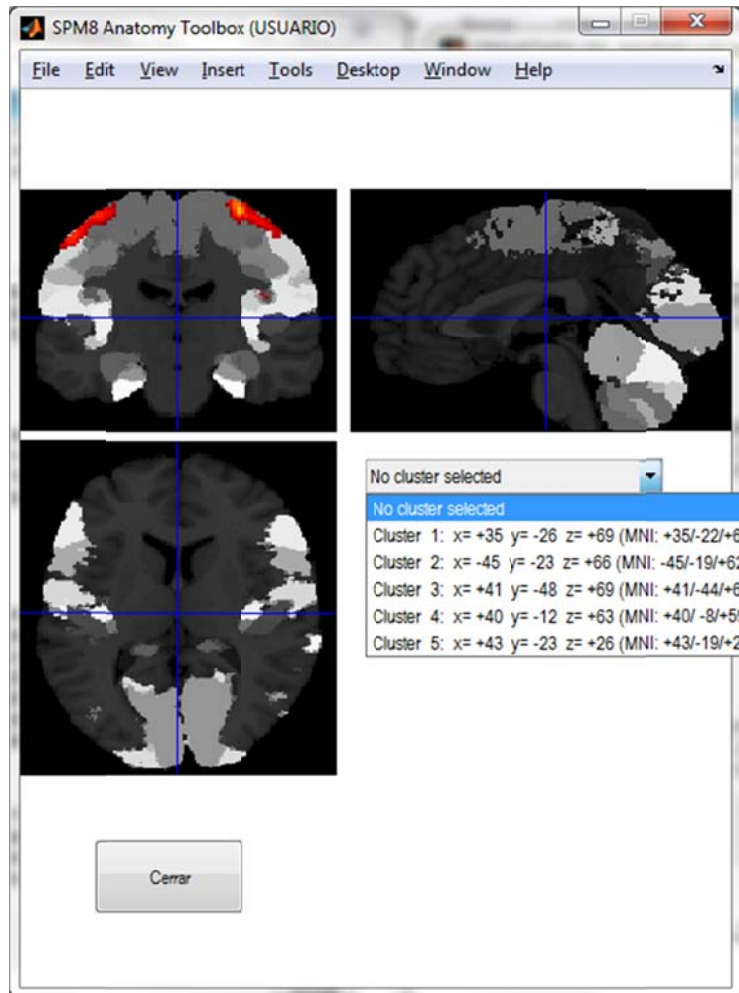 SPM8 Anatomy Toolbox (USUARIO)
File Edit View Insert Tools Desktop Window Help
No cluster selected
No cluster selected
Cluster 1: x= +35 y= -26 z= +69 (MNI: +35/-22/+6
Cluster 2: x= -45 y= -23 z= +66 (MNI: -45/-19/+62
Cluster 3: x= +41 y= -48 z= +69 (MNI: +41/-44/+6
Cluster 4: x= +40 y= -12 z= +63 (MNI: +40/ -8/+59
Cluster 5: x= +43 y= -23 z= +26 (MNI: +43/-19/+2
Cerrar